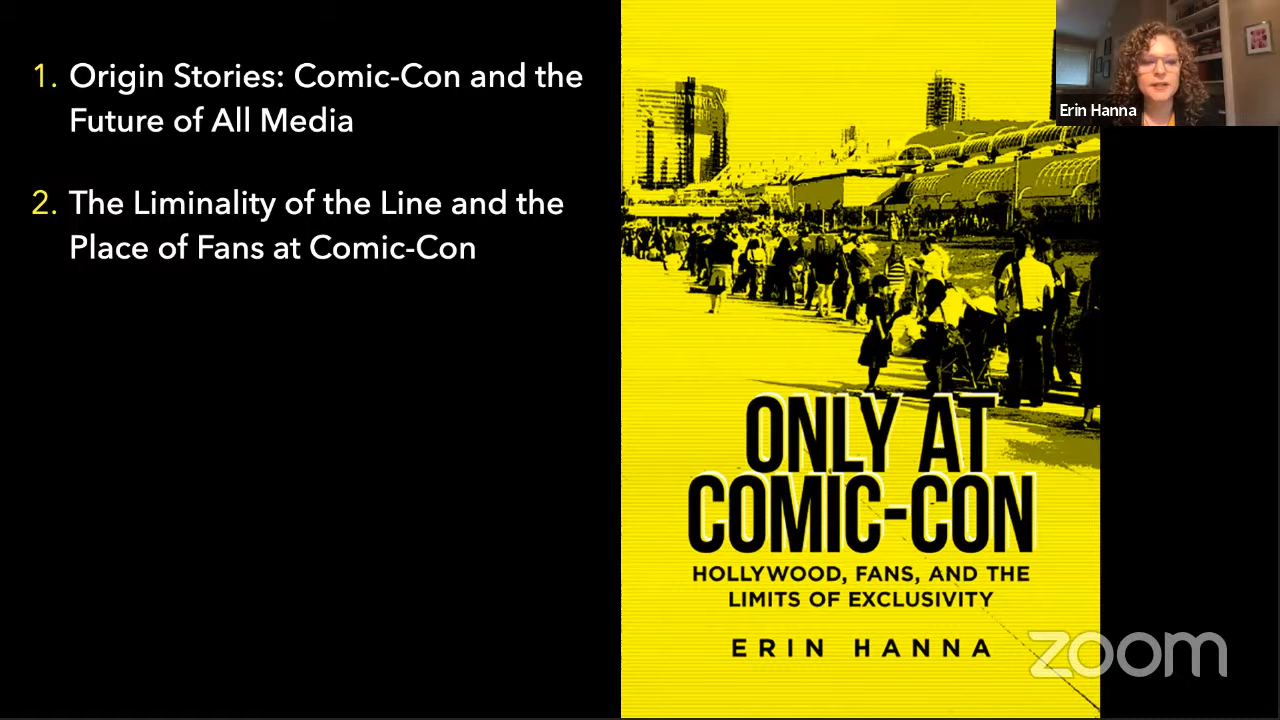 1. Origin Stories: Comic-Con and the
Future of All Media
2. The Liminality of the Line and the
Place of Fans at Comic-Con
Erin Hanna
ONLY AT
COMIC-CON
HOLLYWOOD, FANS, AND THE
LIMITS OF EXCLUSIVITY
ERIN HANNA
zoom